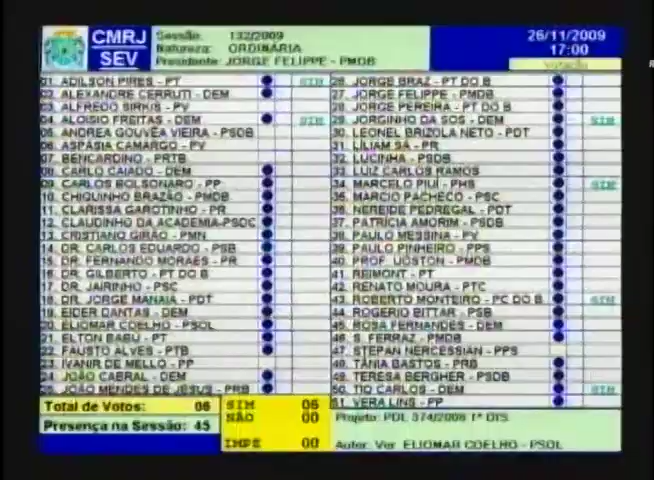 CMRJ
SEV
Sessão: 132/2009
Natureza: ORDINÁRIA
Presidente: JORGE FELIPPE - PMDB
26/11/2009
17:00
Votação
01. ADILSON PIRES - PT SIM
02. ALEXANDRE CERRUTI - DEM
03. ALFREDO SIRKIS - PV
04. ALOISIO FREITAS - DEM SIM
05. ANDREA GOUVÊA VIEIRA - PSDB
06. ASPÁSIA CAMARGO - PV
07. BENCARDINO - PRTB
08. CARLO CAIADO - DEM
09. CARLOS BOLSONARO - PP
10. CHIQUINHO BRAZÃO - PMDB
11. CLARISSA GAROTINHO - PR
12. CLAUDINHO DA ACADEMIA-PSDC
13. CRISTIANO GIRÃO - PMN
14. DR. CARLOS EDUARDO - PSB
15. DR. FERNANDO MORAES - PR
16. DR. GILBERTO - PT DO B
17. DR. JAIRINHO - PSC
18. DR. JORGE MANAIA - PDT
19. EIDER DANTAS - DEM
20. ELIOMAR COELHO - PSOL
21. ELTON BABÚ - PT
22. FAUSTO ALVES - PTB
23. IVANIR DE MELLO - PP
24. JOÃO CABRAL - DEM
25. JOÃO MENDES DE JESUS - PRB
26. JORGE BRAZ - PT DO B
27. JORGE FELIPPE - PMDB
28. JORGE PEREIRA - PT DO B
29. JORGINHO DA SOS - DEM SIM
30. LEONEL BRIZOLA NETO - PDT
31. LÍLIAM SÁ - PR
32. LUCINHA - PSDB
33. LUIZ CARLOS RAMOS
34. MARCELO PIUÍ - PHS SIM
35. MARCIO PACHECO - PSC
36. NEREIDE PEDREGAL - PDT
37. PATRÍCIA AMORIM - PSDB
38. PAULO MESSINA - PV
39. PAULO PINHEIRO - PPS
40. PROF. UÓSTON - PMDB
41. REIMONT - PT
42. RENATO MOURA - PTC
43. ROBERTO MONTEIRO - PC DO B SIM
44. ROGERIO BITTAR - PSB
45. ROSA FERNANDES - DEM
46. S. FERRAZ - PMDB
47. STEPAN NERCESSIAN - PPS
48. TÂNIA BASTOS - PRB
49. TERESA BERGHER - PSDB
50. TIO CARLOS - DEM SIM
51. VERA LINS - PP
Total de Votos: 06
Presença na Sessão: 45
SIM 06
NÃO 00
IMPE 00
Projeto: PDL 374/2008 1ª DIS.
Autor: Ver. ELIOMAR COELHO - PSOL